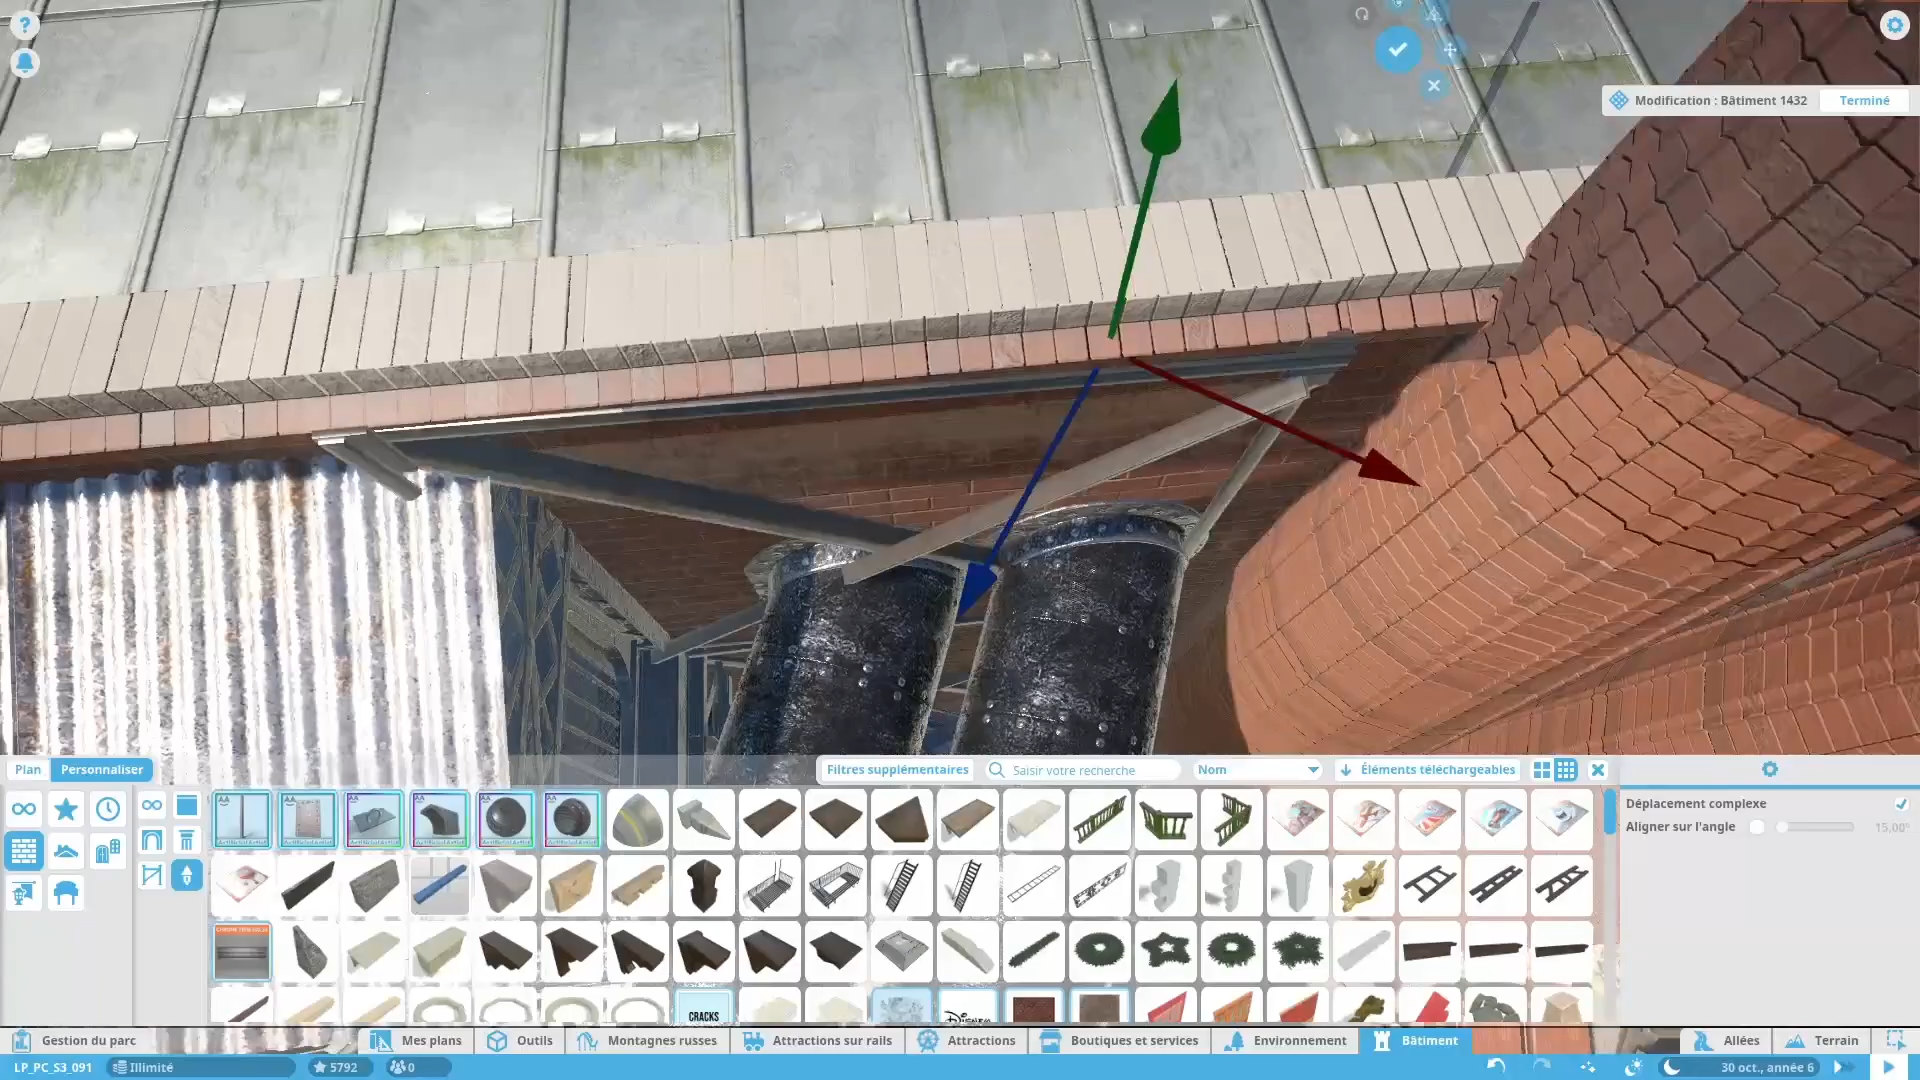 ?
Modification : Bâtiment 1432
Terminé
Plan
Personnaliser
Filtres supplémentaires
Saisir votre recherche
Nom
Éléments téléchargeables
Déplacement complexe
Aligner sur l'angle
15,00°
CRACKS
Gestion du parc
Mes plans
Outils
Montagnes russes
Attractions sur rails
Attractions
Boutiques et services
Environnement
Bâtiment
Allées
Terrain
LP_PC_S3_091
Illimité
5792
0
30 oct., année 6